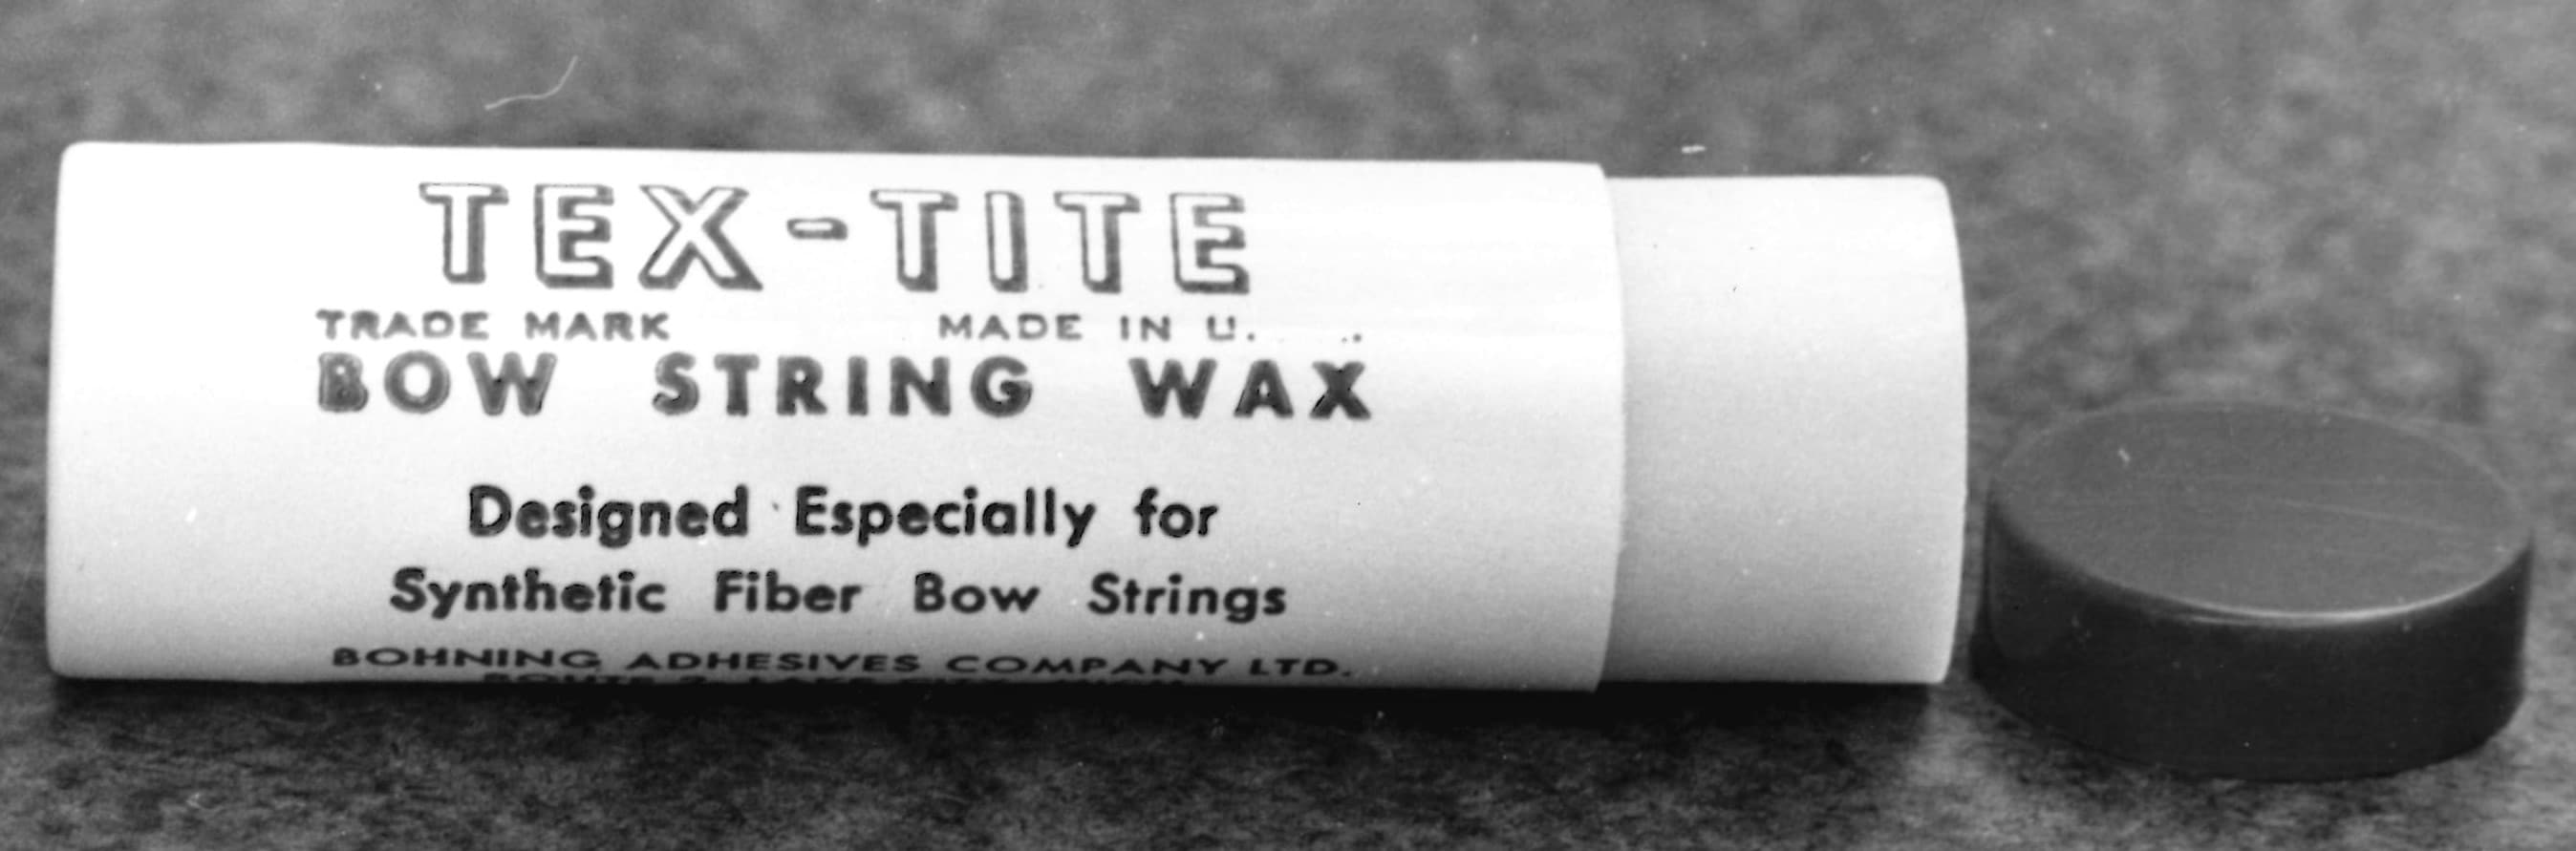 TEX-TITE
TRADE MARK MADE IN U.
BOW STRING WAX
Designed Especially for
Synthetic Fiber Bow Strings
BOHNING ADHESIVES COMPANY LTD.